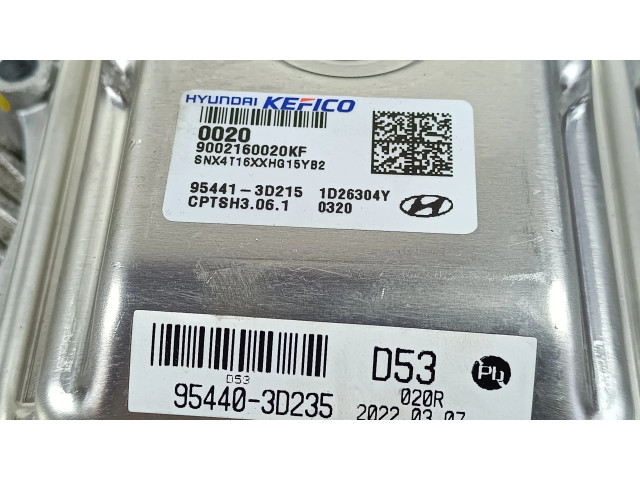 HYUNDAI KEFICO
0020
9002160020KF
SNX4T16XXHG15YB2
95441-3D215 1D26304Y
CPTSH3.06.1 0320
D53
D53
95440-3D235
020R
2022.03.07